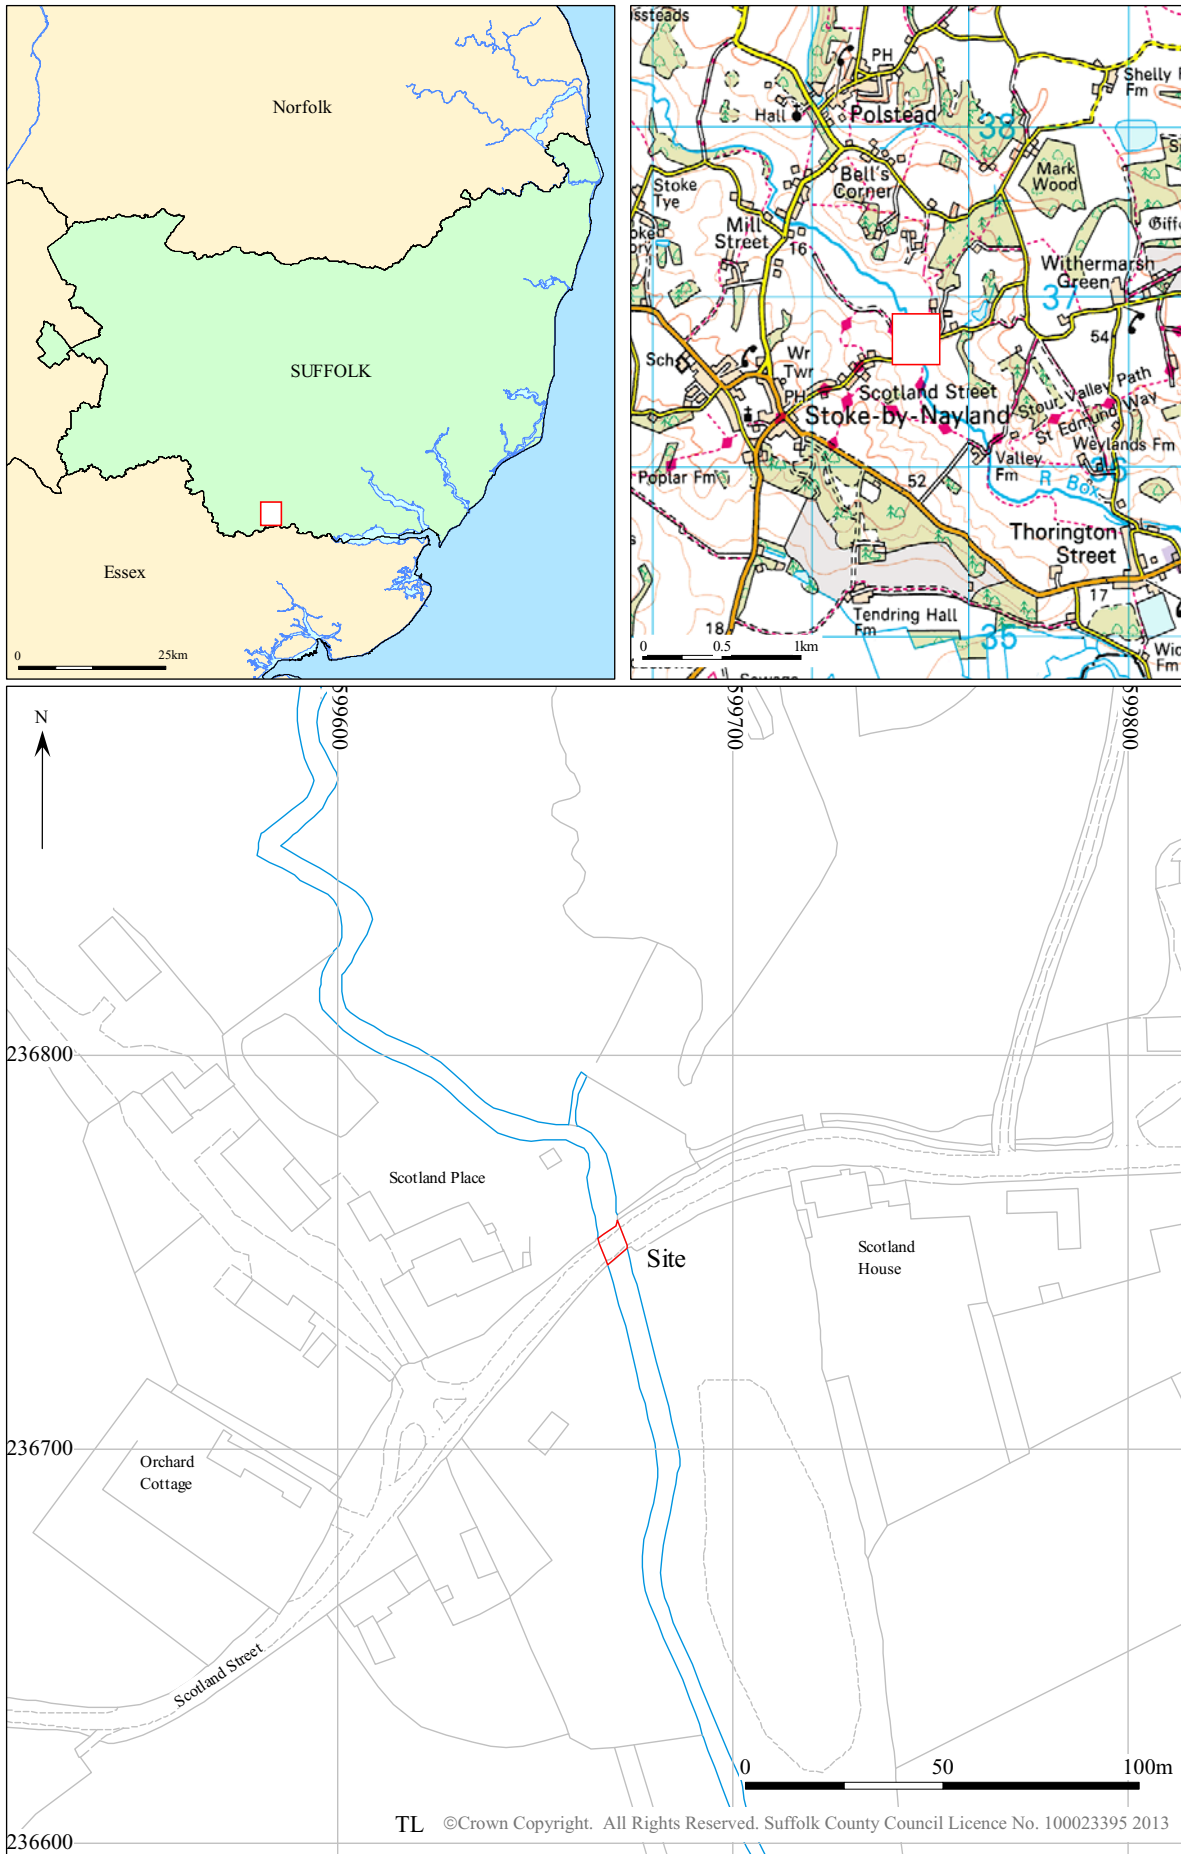 Norfolk
SUFFOLK
Essex
0
25km
PH
Shelly
Fm
Hall
Polstead
38
Mark
Wood
Bell's
Corner
Stoke
Tye
Mill
Street
16
Withermarsh
Green
37
54
Sch
Wr
Twr
PH
Scotland Street
Stoke-by-Nayland
Stour Valley Path
St Edmund Way
Weylands Fm
Valley
Fm
36
Poplar Fm
52
R Box
Thorington
Street
17
Tendring Hall
Fm
35
18
Fm
0
0.5
1km
N
599600
599700
599800
236800
Scotland Place
Site
Scotland
House
236700
Orchard
Cottage
Scotland Street
0
50
100m
TL
©Crown Copyright. All Rights Reserved. Suffolk County Council Licence No. 100023395 2013
236600